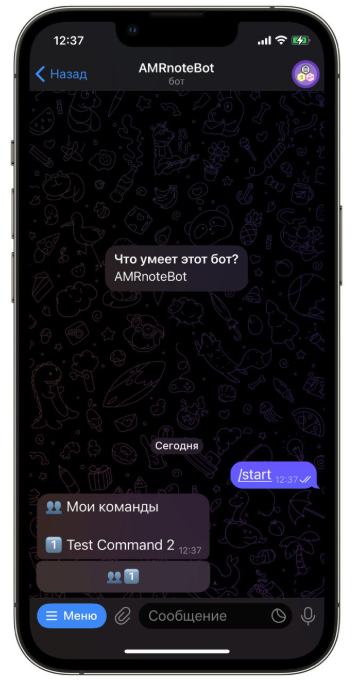 12:37
Назад
AMRnoteBot
бот
Что умеет этот бот?
AMRnoteBot
Сегодня
/start 12:37
👥 Мои команды
1️⃣ Test Command 2 12:37
👥1️⃣
Меню
Сообщение